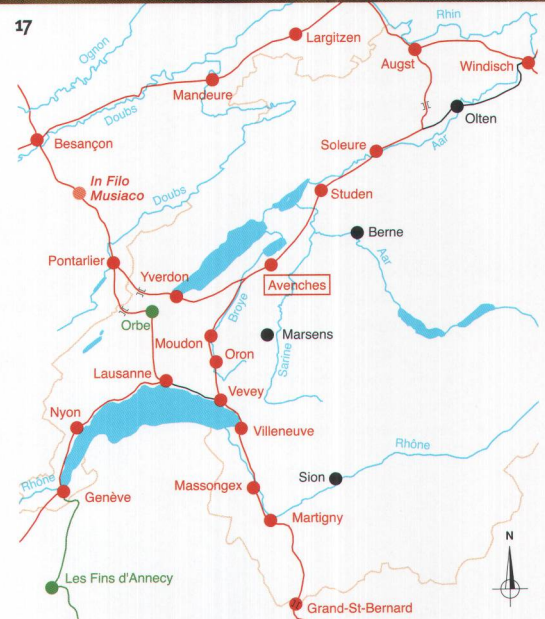 17
Rhin
Largitzen
Ognon
Augst
Windisch
Mandeure
Doubs
Olten
Besançon
Soleure
Aar
In Filo
Musiaco
Doubs
Studen
Berne
Pontarlier
Yverdon
Aar
Avenches
Broye
Orbe
Moudon
Marsens
Oron
Sarine
Lausanne
Vevey
Nyon
Villeneuve
Rhône
Sion
Rhône
Massongex
Genève
Martigny
N
Les Fins d'Annecy
Grand-St-Bernard